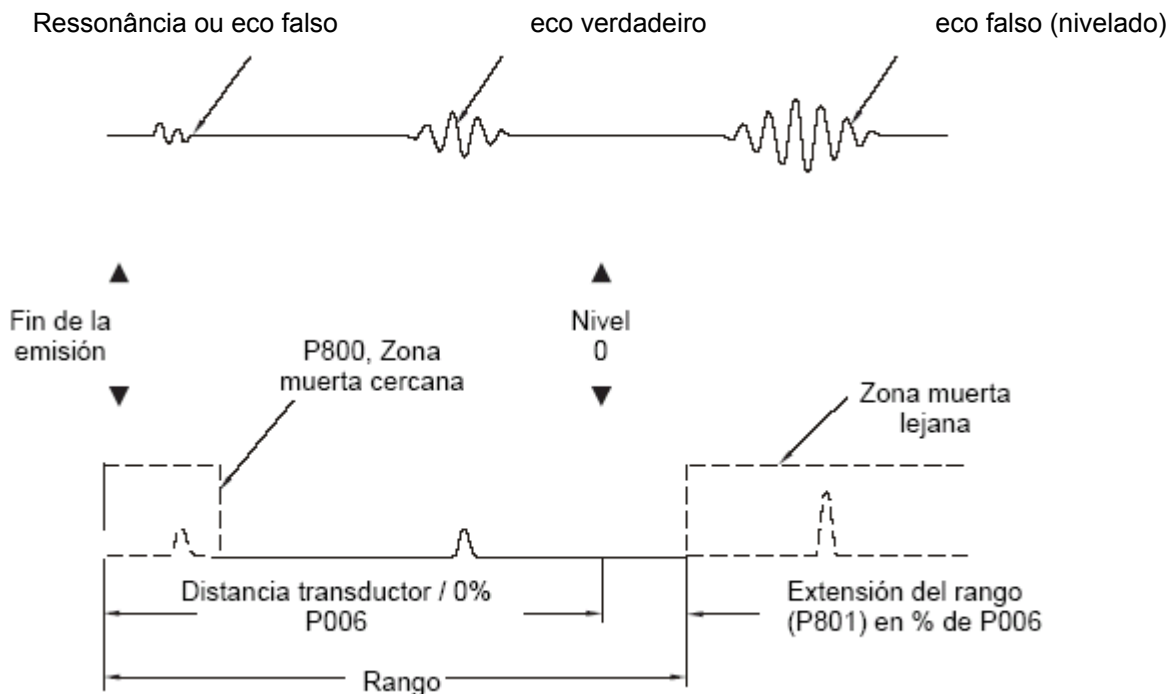 Ressonância ou eco falso
eco verdadeiro
eco falso (nivelado)
Fin de la
emisión
Nivel
0
P800, Zona
muerta cercana
Zona muerta
lejana
Distancia transductor / 0%
P006
Extensión del rango
(P801) en % de P006
Rango